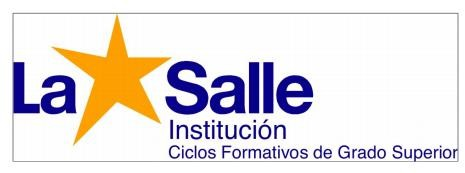 La Salle
Institución
Ciclos Formativos de Grado Superior